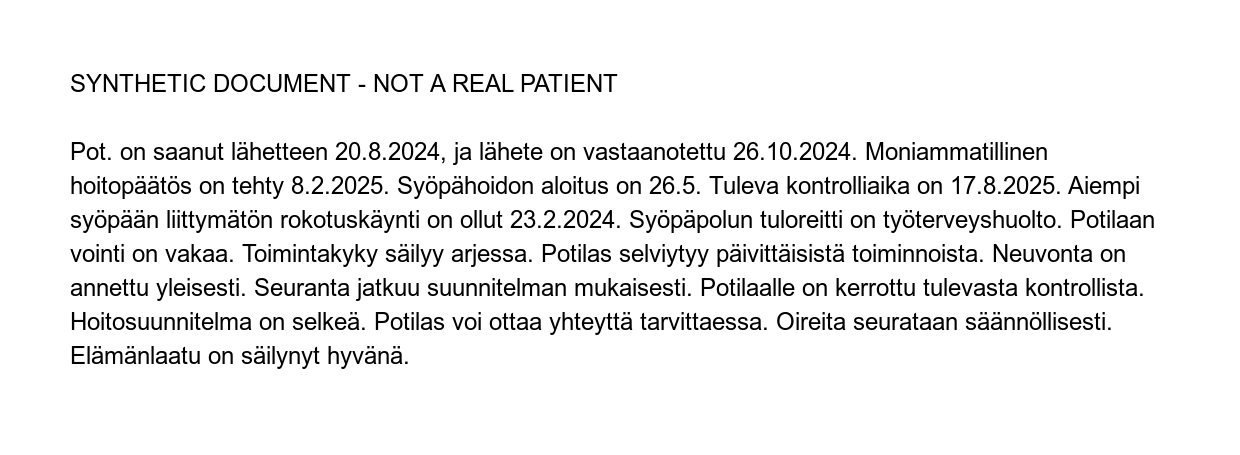 SYNTHETIC DOCUMENT - NOT A REAL PATIENT
Pot. on saanut lähetteen 20.8.2024, ja lähete on vastaanotettu 26.10.2024. Moniammatillinen
hoitopäätös on tehty 8.2.2025. Syöpähoidon aloitus on 26.5. Tuleva kontrolliaika on 17.8.2025. Aiempi
syöpään liittymätön rokotuskäynti on ollut 23.2.2024. Syöpäpolun tuloreitti on työterveyshuolto. Potilaan
vointi on vakaa. Toimintakyky säilyy arjessa. Potilas selviytyy päivittäisistä toiminnoista. Neuvonta on
annettu yleisesti. Seuranta jatkuu suunnitelman mukaisesti. Potilaalle on kerrottu tulevasta kontrollista.
Hoitosuunnitelma on selkeä. Potilas voi ottaa yhteyttä tarvittaessa. Oireita seurataan säännöllisesti.
Elämänlaatu on säilynyt hyvänä.